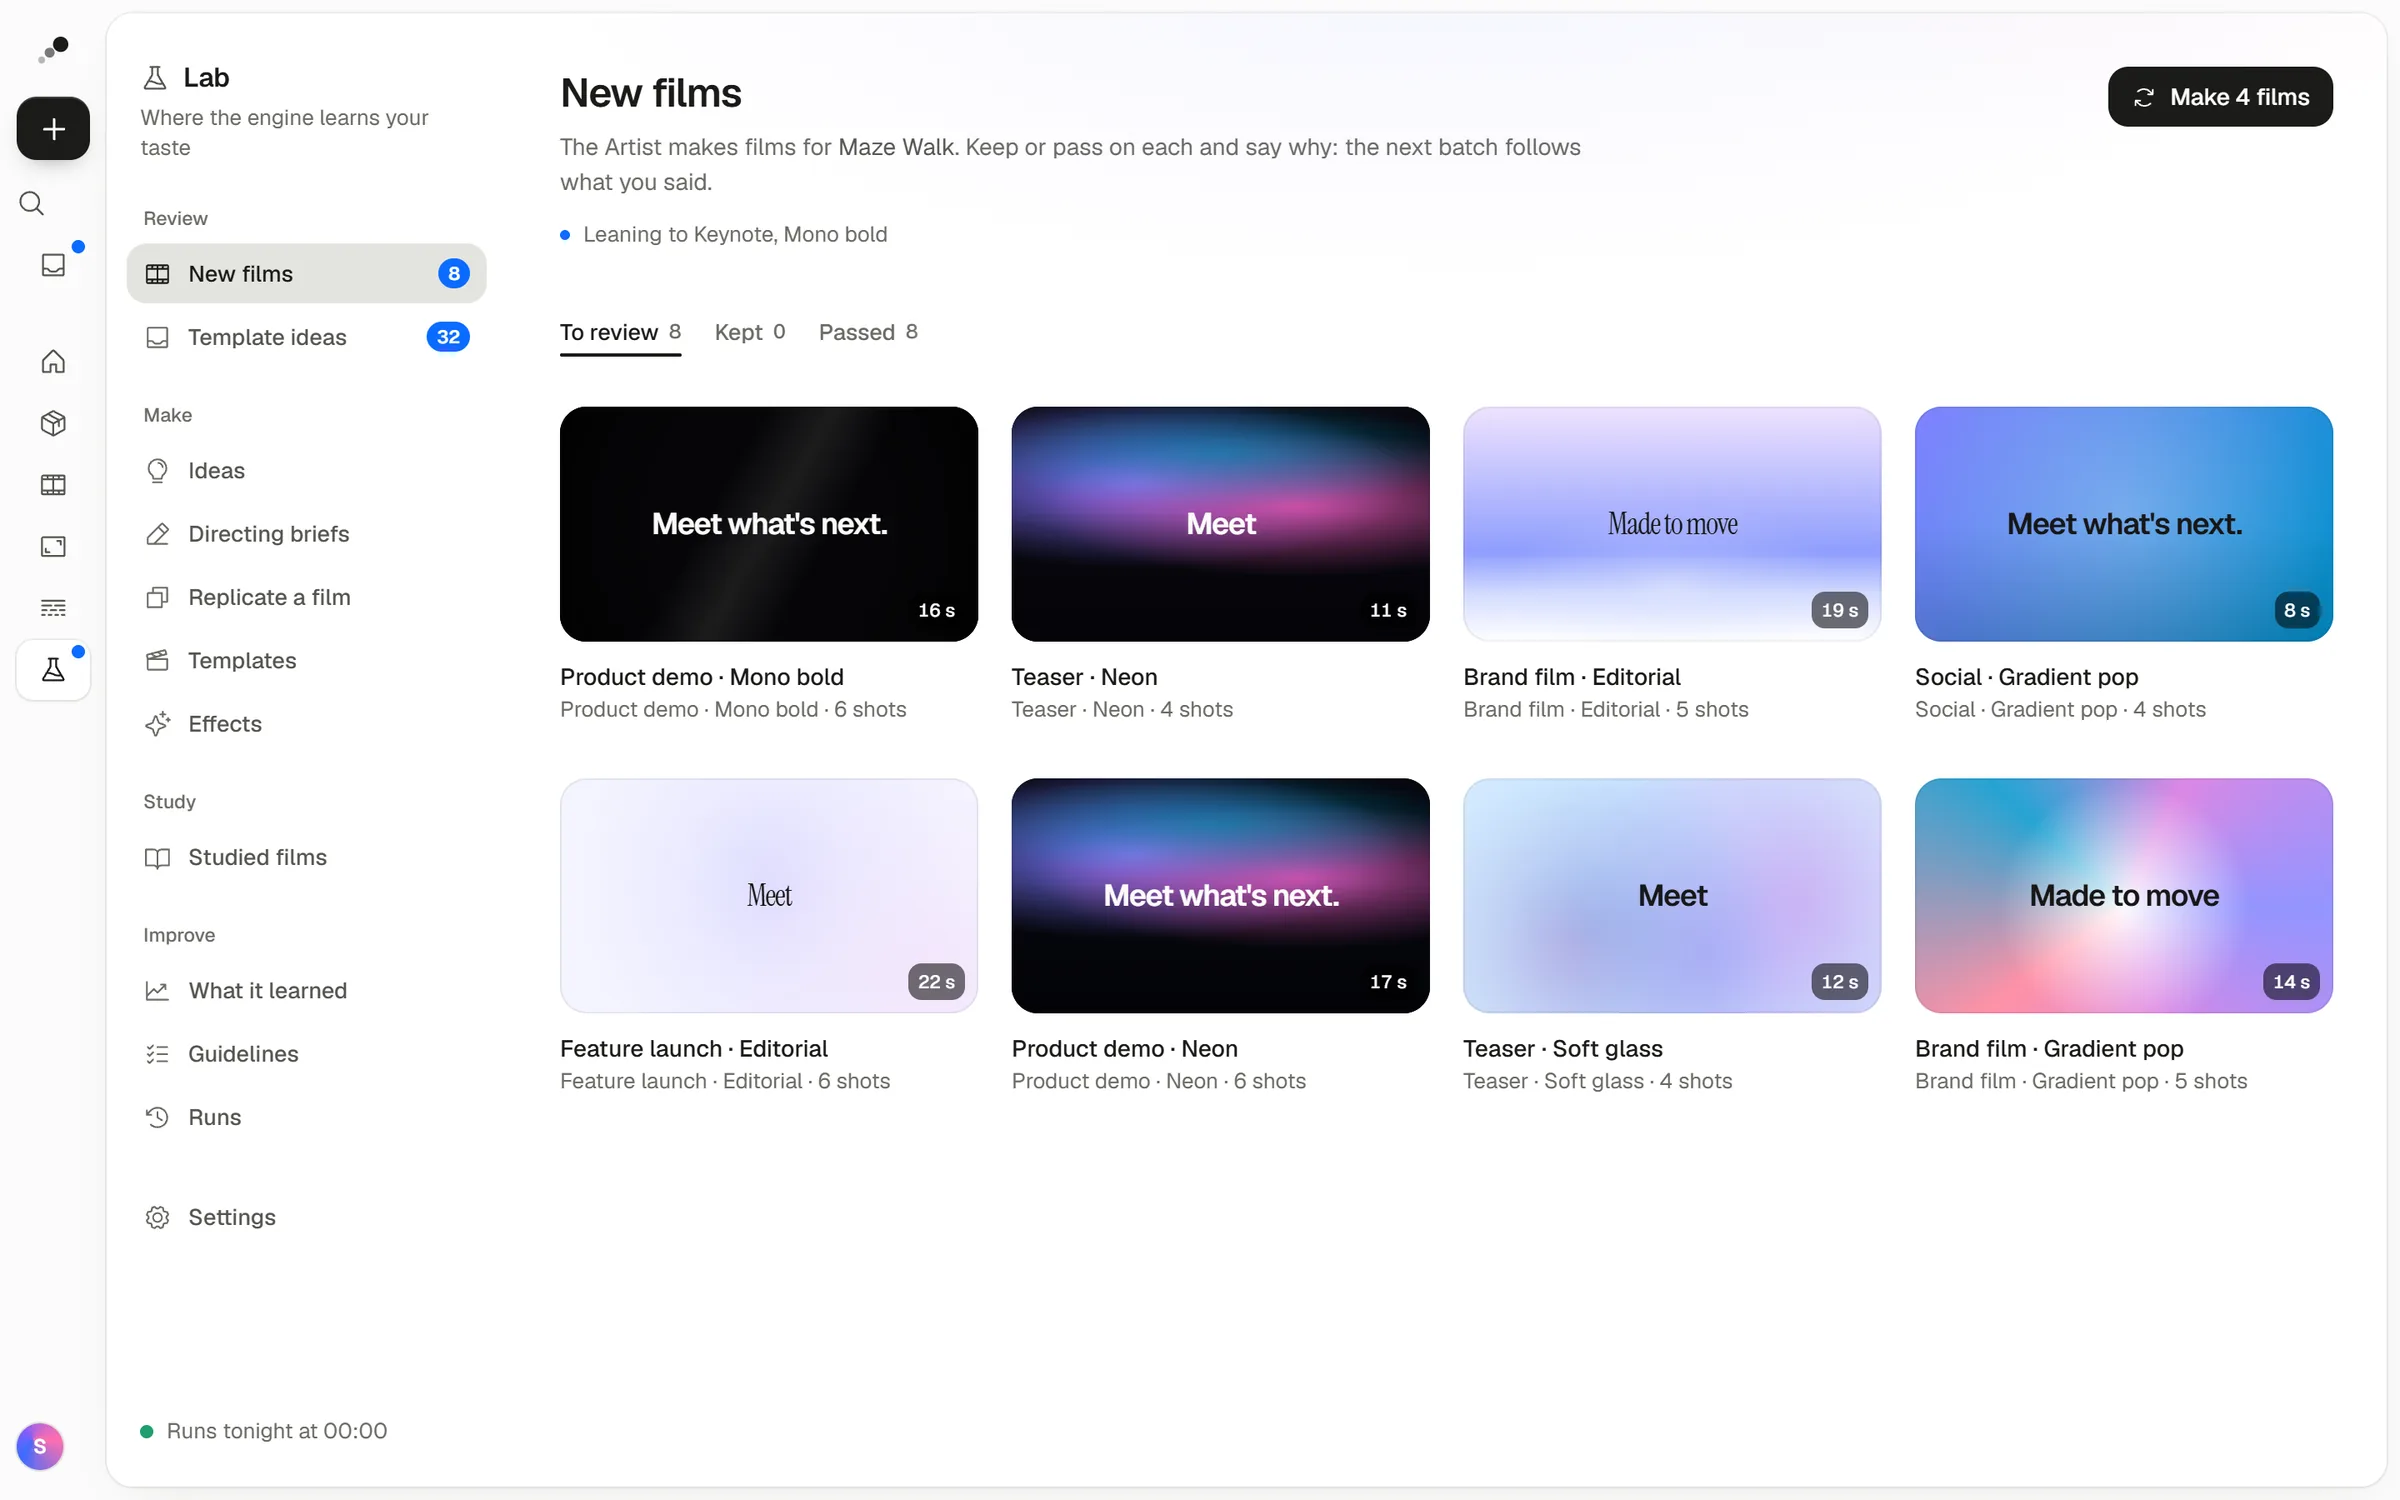 Lab
Where the engine learns your
taste
Review
New films 8
Template ideas 32
Make
Ideas
Directing briefs
Replicate a film
Templates
Effects
Study
Studied films
Improve
What it learned
Guidelines
Runs
Settings
Runs tonight at 00:00
S
New films
Make 4 films
The Artist makes films for Maze Walk. Keep or pass on each and say why: the next batch follows
what you said.
Leaning to Keynote, Mono bold
To review 8 Kept 0 Passed 8
Meet what's next.
16 s
Product demo · Mono bold
Product demo · Mono bold · 6 shots
Meet
11 s
Teaser · Neon
Teaser · Neon · 4 shots
Made to move
19 s
Brand film · Editorial
Brand film · Editorial · 5 shots
Meet what's next.
8 s
Social · Gradient pop
Social · Gradient pop · 4 shots
Meet
22 s
Feature launch · Editorial
Feature launch · Editorial · 6 shots
Meet what's next.
17 s
Product demo · Neon
Product demo · Neon · 6 shots
Meet
12 s
Teaser · Soft glass
Teaser · Soft glass · 4 shots
Made to move
14 s
Brand film · Gradient pop
Brand film · Gradient pop · 5 shots